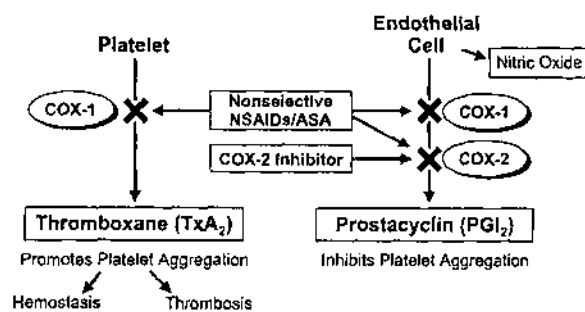 Platelet
Endothelial
Cell
Nitric Oxide
COX-1
Nonselective
NSAIDs/ASA
COX-1
COX-2 Inhibitor
COX-2
Thromboxane (TxA₂)
Prostacyclin (PGI₂)
Promotes Platelet Aggregation
Inhibits Platelet Aggregation
Hemostasis
Thrombosis